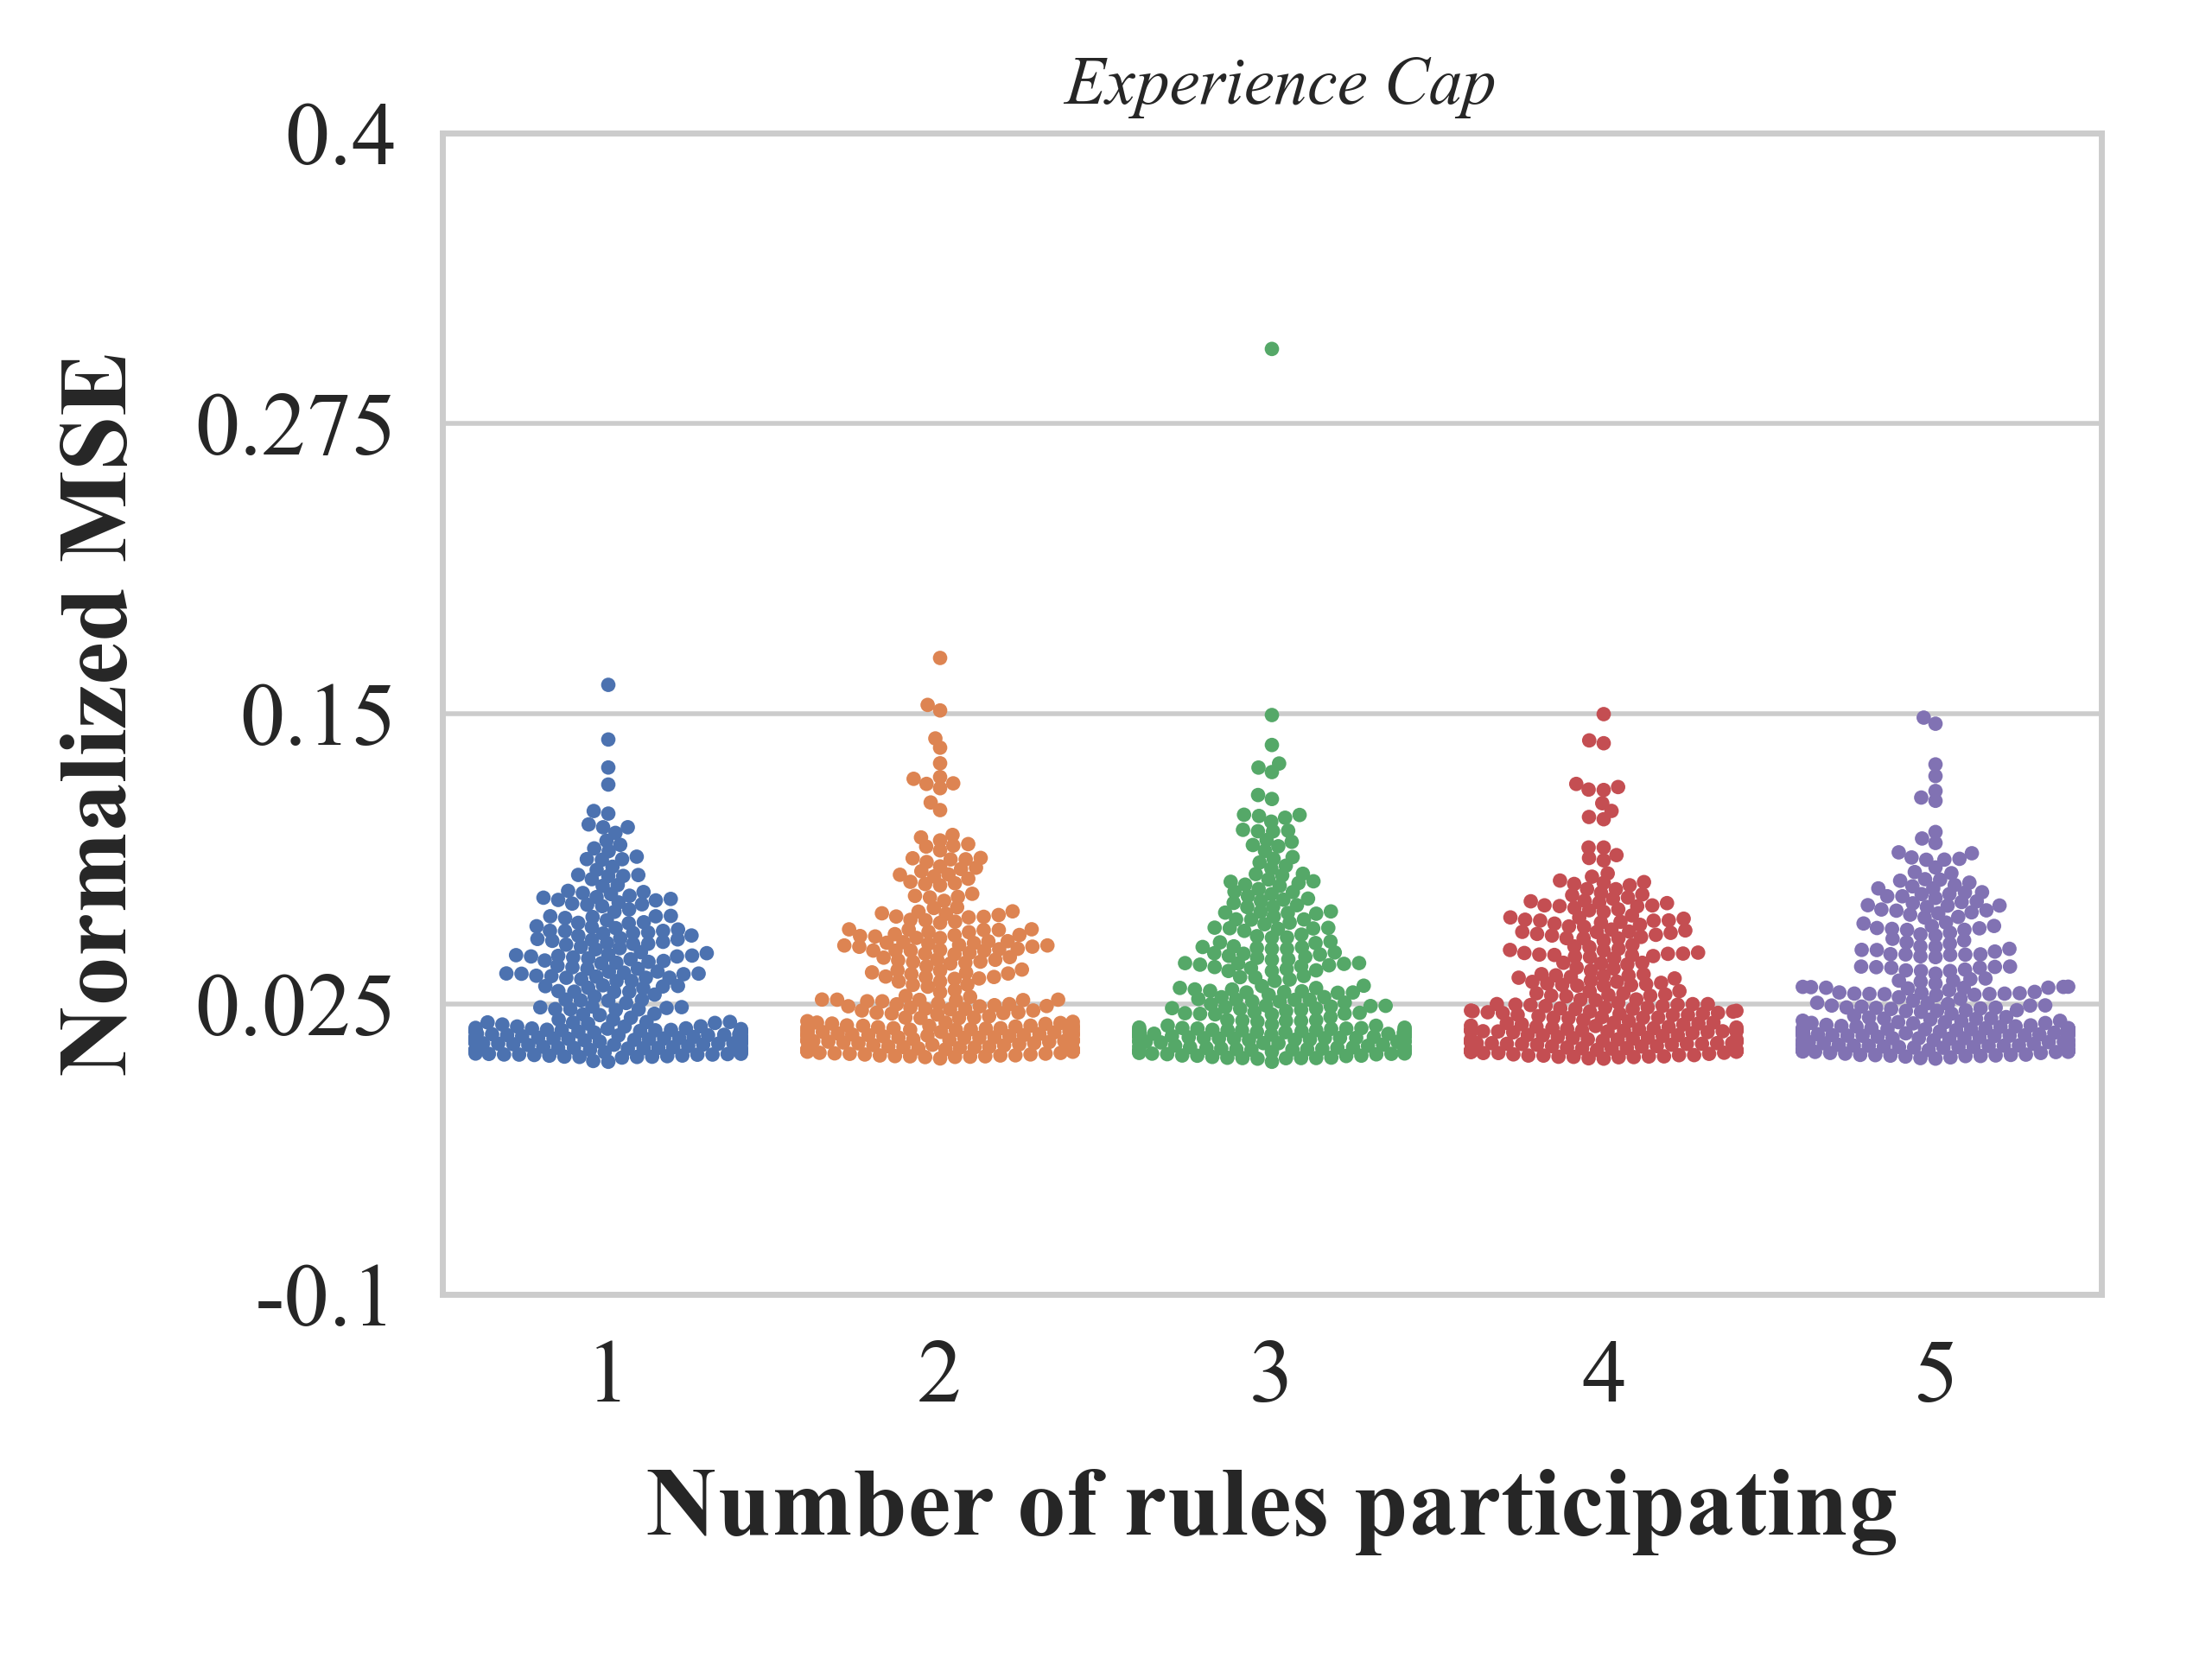 Experience Cap
0.4
0.275
0.15
0.025
-0.1
Normalized MSE
1 2 3 4 5
Number of rules participating